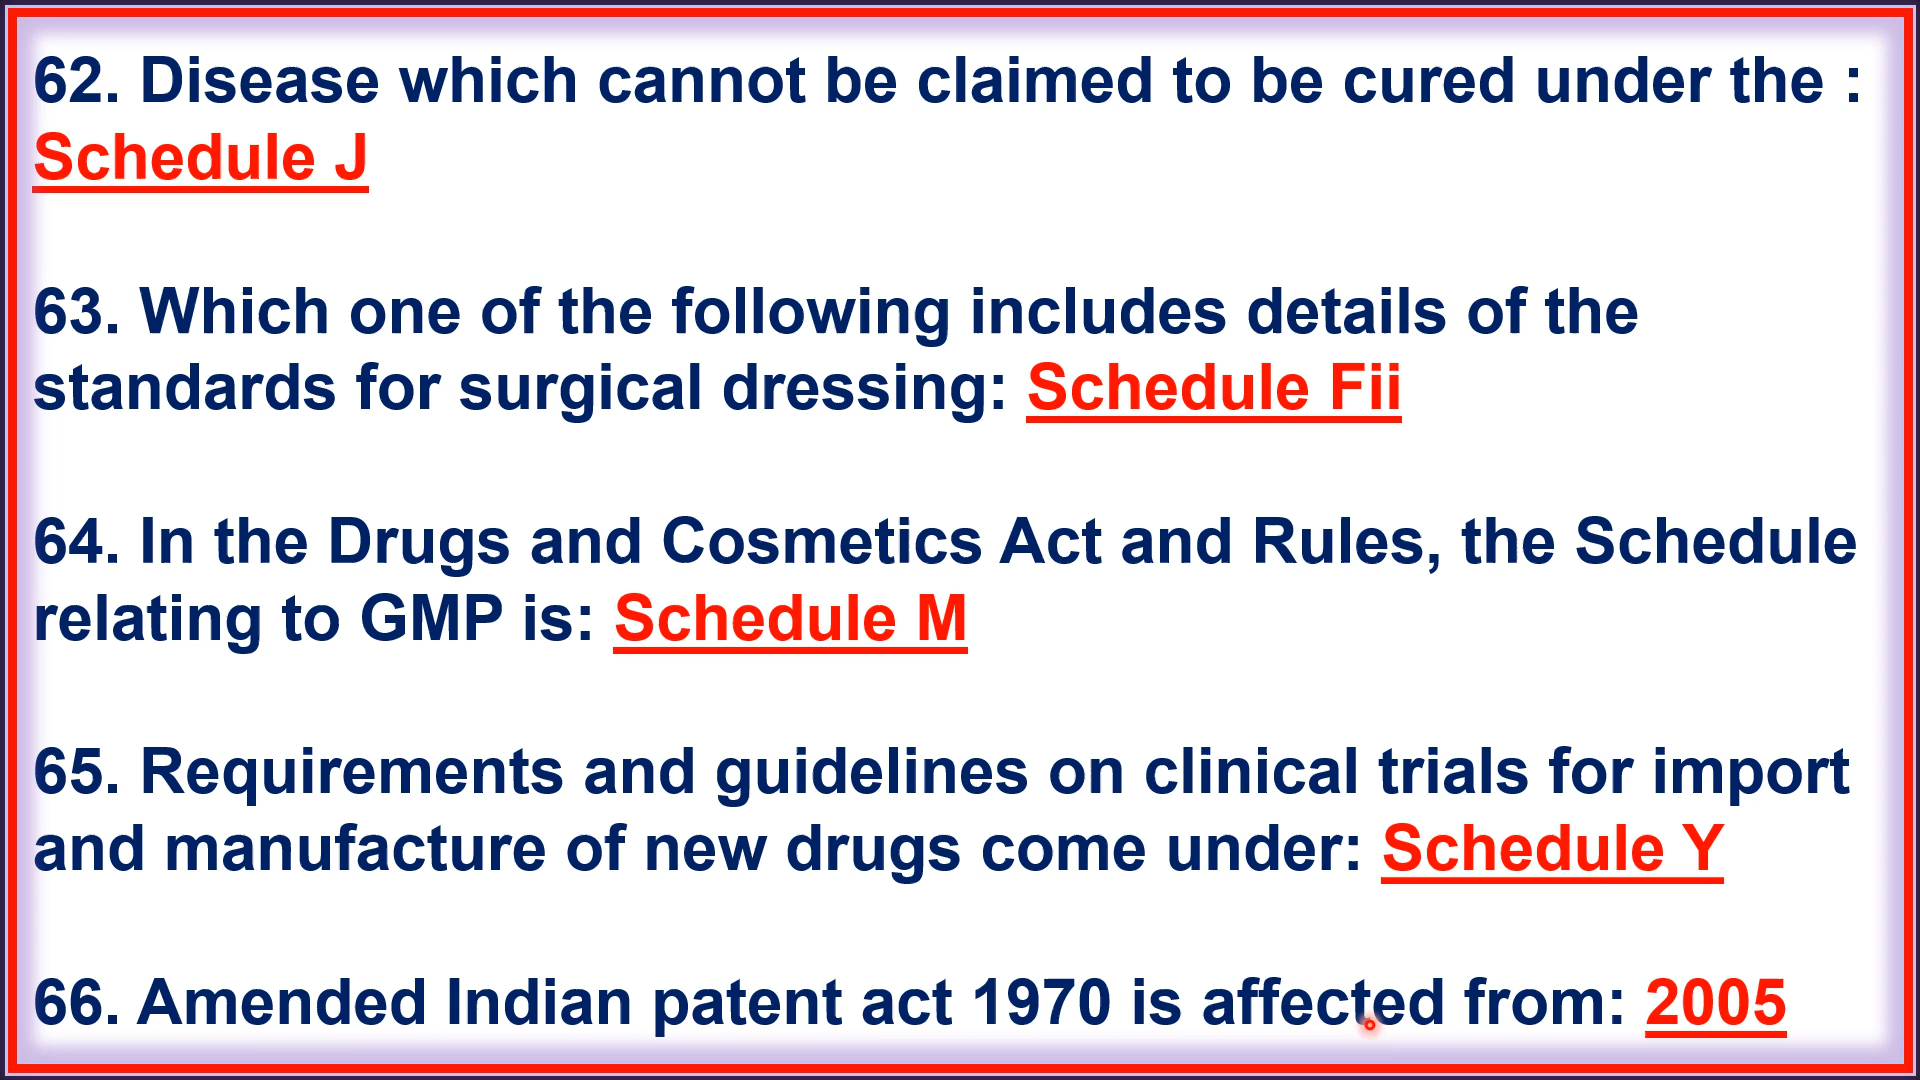 62. Disease which cannot be claimed to be cured under the :
Schedule J
63. Which one of the following includes details of the
standards for surgical dressing: Schedule Fii
64. In the Drugs and Cosmetics Act and Rules, the Schedule
relating to GMP is: Schedule M
65. Requirements and guidelines on clinical trials for import
and manufacture of new drugs come under: Schedule Y
66. Amended Indian patent act 1970 is affected from: 2005